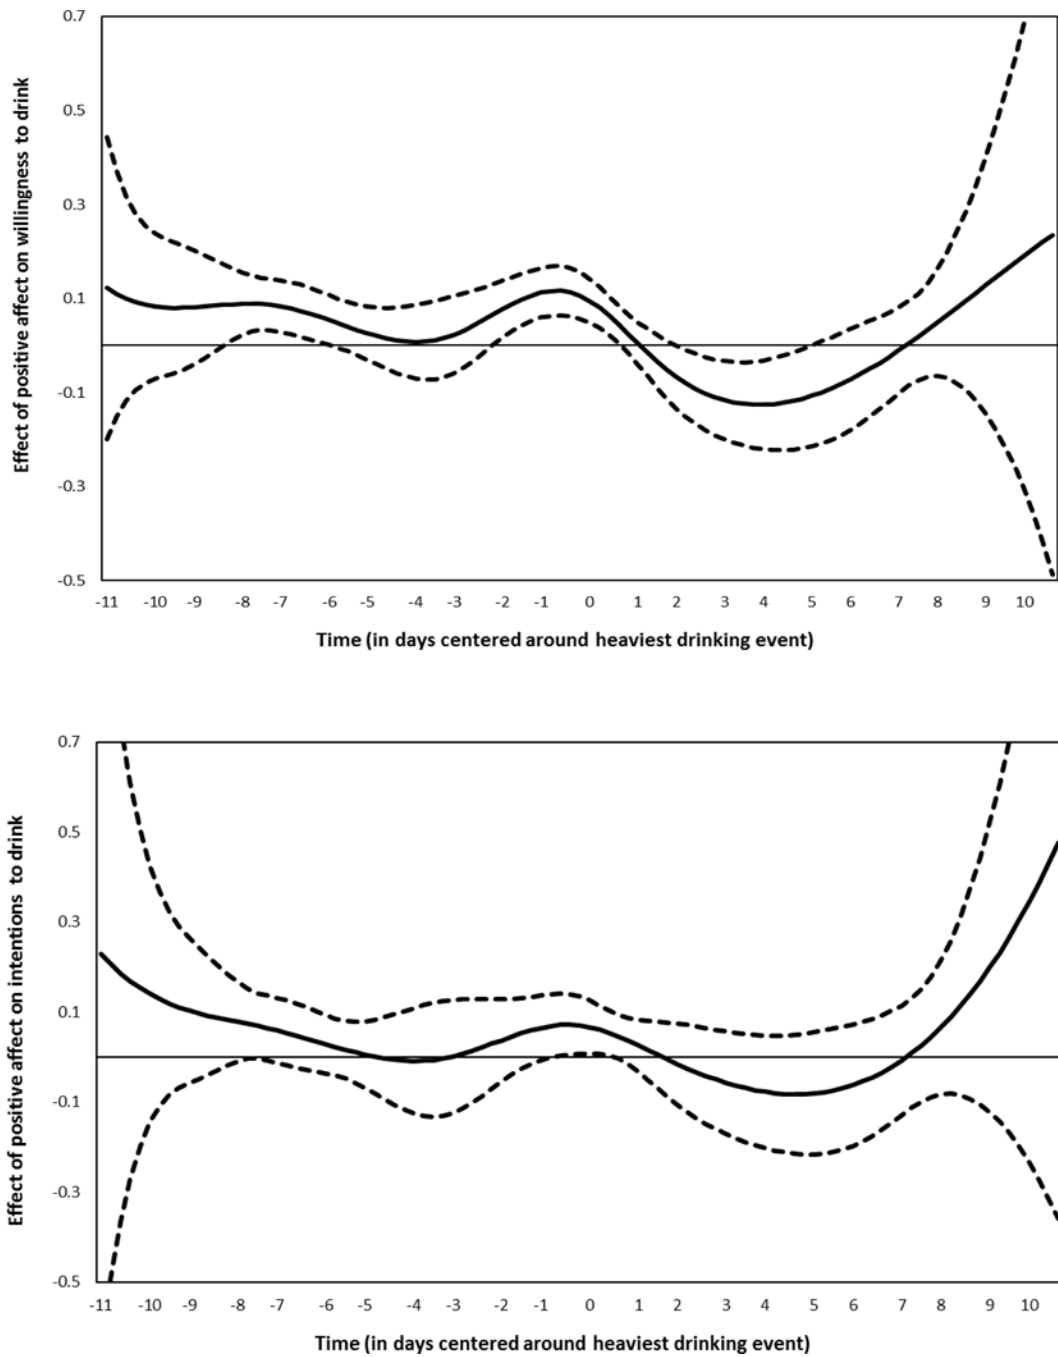 Effect of positive affect on willingness to drink
0.7
0.5
0.3
0.1
-0.1
-0.3
-0.5
-11 -10 -9 -8 -7 -6 -5 -4 -3 -2 -1 0 1 2 3 4 5 6 7 8 9 10
Time (in days centered around heaviest drinking event)
Effect of positive affect on intentions to drink
0.7
0.5
0.3
0.1
-0.1
-0.3
-0.5
-11 -10 -9 -8 -7 -6 -5 -4 -3 -2 -1 0 1 2 3 4 5 6 7 8 9 10
Time (in days centered around heaviest drinking event)